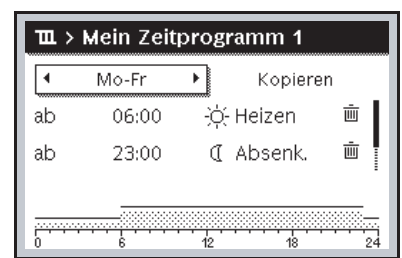 > Mein Zeitprogramm 1
Mo-Fr Kopieren
ab 06:00 Heizen
ab 23:00 Absenk.
0 6 12 18 24